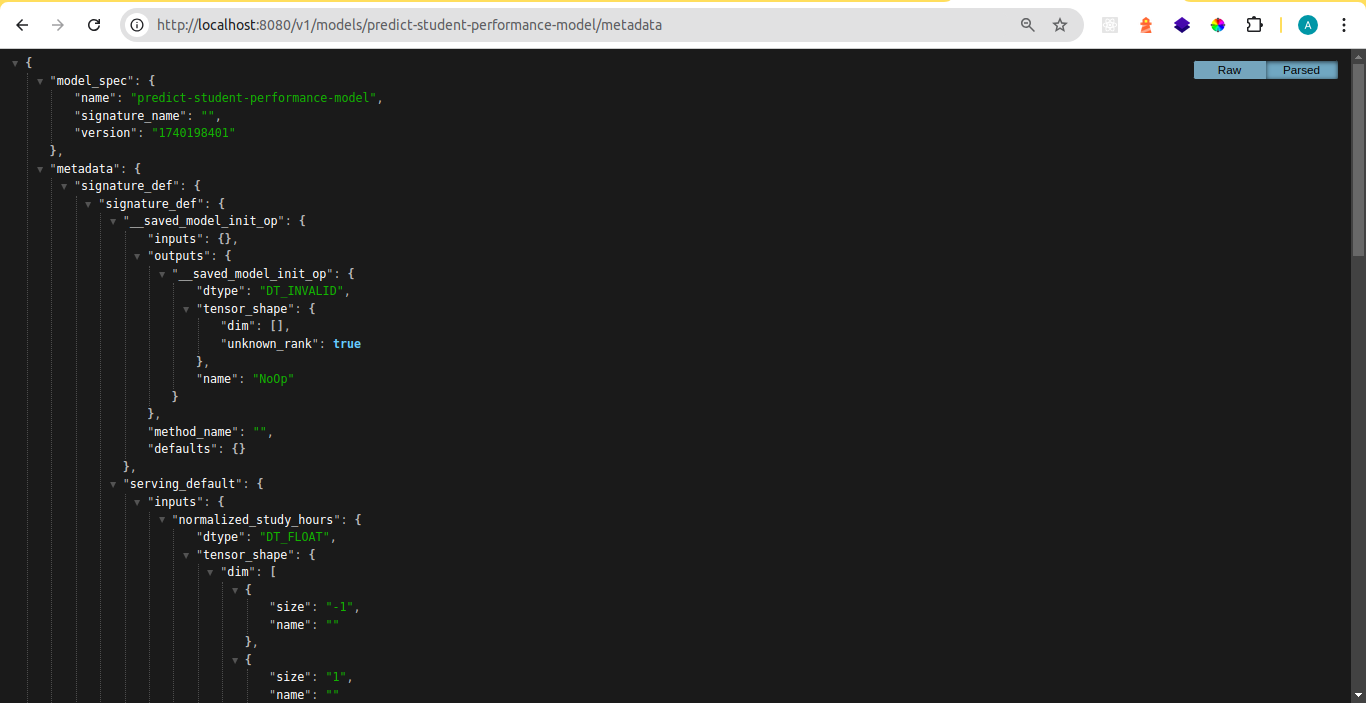 http://localhost:8080/v1/models/predict-student-performance-model/metadata
A
Raw Parsed
{
"model_spec": {
"name": "predict-student-performance-model",
"signature_name": "",
"version": "1740198401"
},
"metadata": {
"signature_def": {
"signature_def": {
"__saved_model_init_op": {
"inputs": {},
"outputs": {
"__saved_model_init_op": {
"dtype": "DT_INVALID",
"tensor_shape": {
"dim": [],
"unknown_rank": true
},
"name": "NoOp"
}
},
"method_name": "",
"defaults": {}
},
"serving_default": {
"inputs": {
"normalized_study_hours": {
"dtype": "DT_FLOAT",
"tensor_shape": {
"dim": [
{
"size": "-1",
"name": ""
},
{
"size": "1",
"name": ""